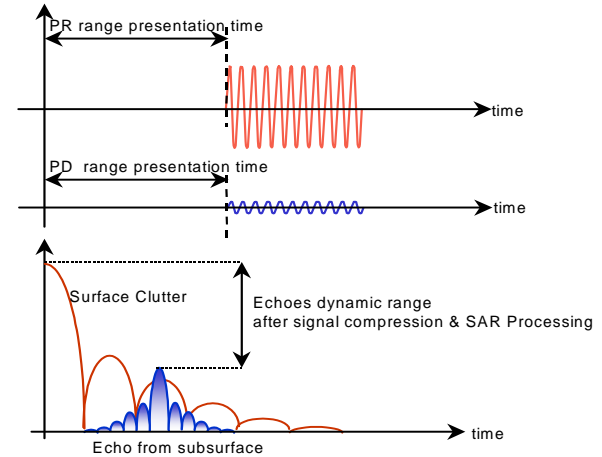 PR range presentation time
time
PD range presentation time
time
Surface Clutter
Echoes dynamic range
after signal compression & SAR Processing
time
Echo from subsurface